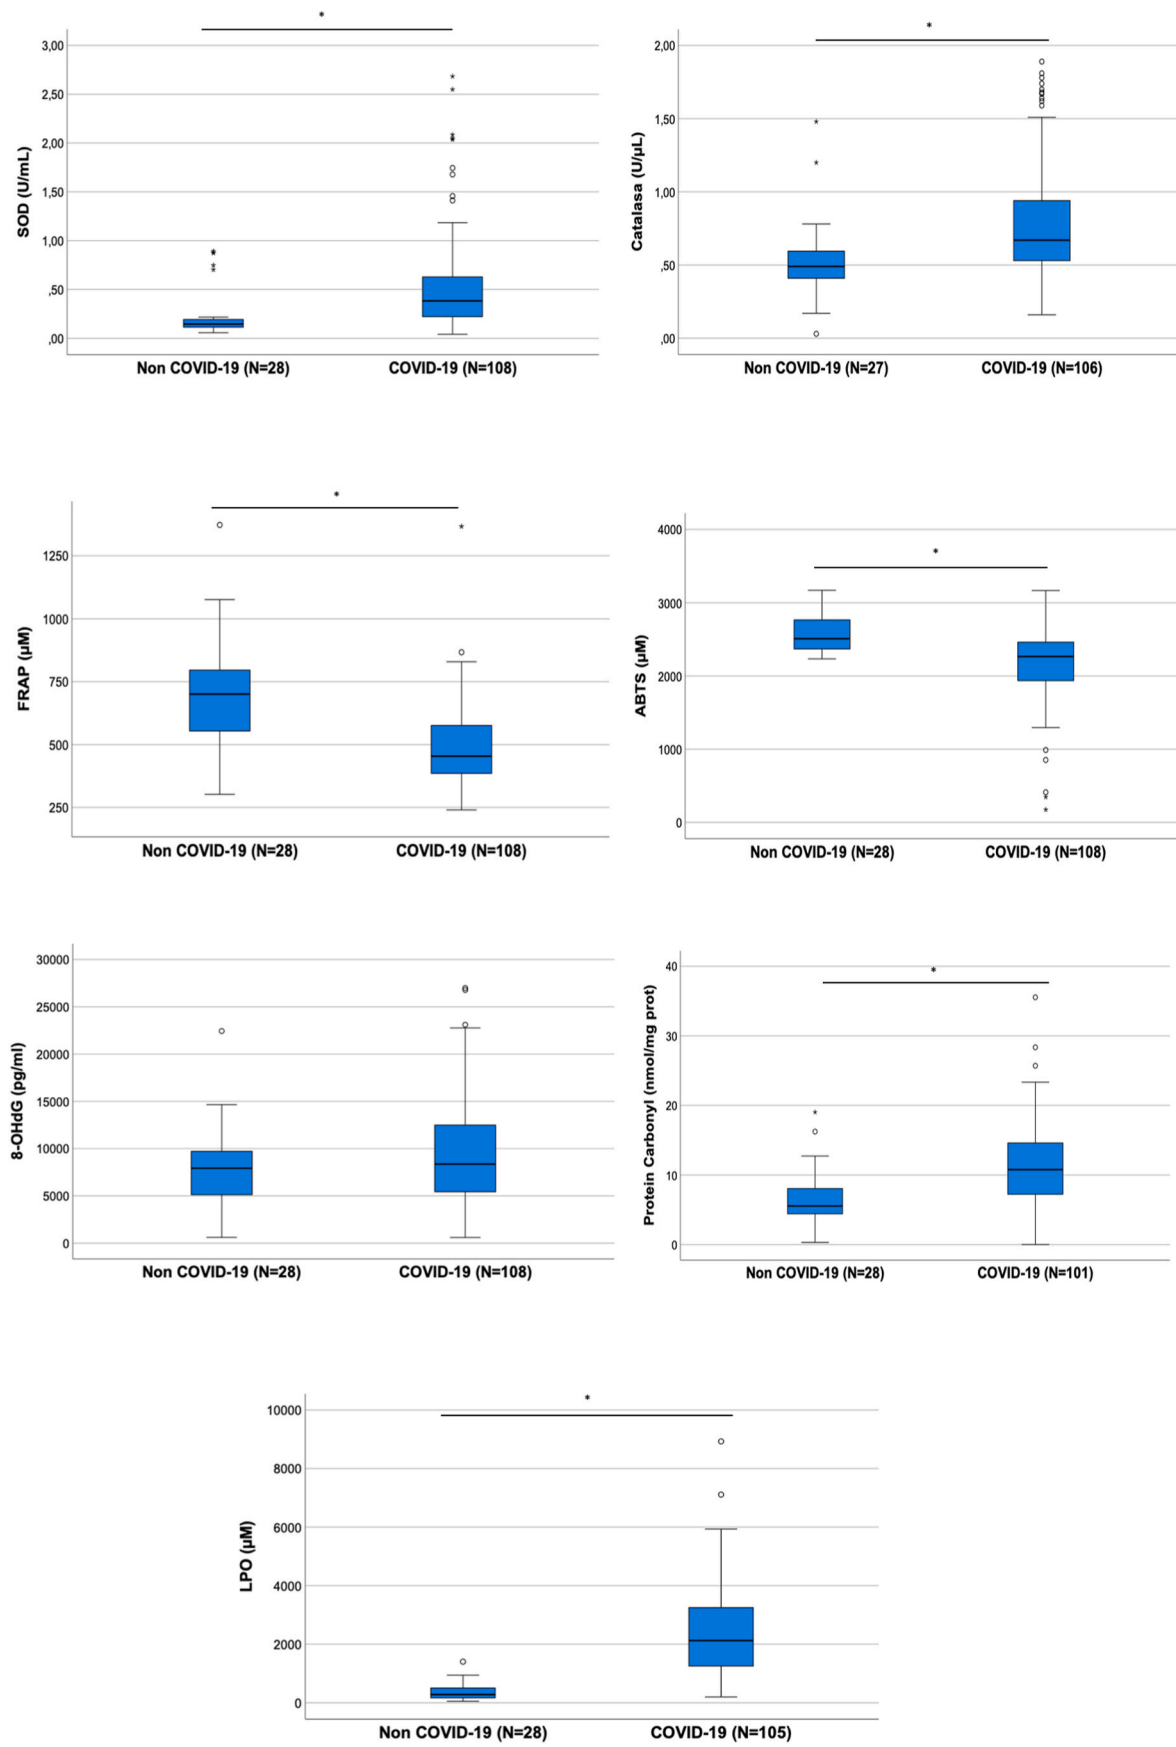 *
3,00
2,50
2,00
1,50
1,00
,50
,00
SOD (U/mL)
Non COVID-19 (N=28)
COVID-19 (N=108)
*
2,00
1,50
1,00
,50
,00
Catalasa (U/µL)
Non COVID-19 (N=27)
COVID-19 (N=106)
*
1250
1000
750
500
250
FRAP (µM)
Non COVID-19 (N=28)
COVID-19 (N=108)
*
4000
3000
2000
1000
0
ABTS (µM)
Non COVID-19 (N=28)
COVID-19 (N=108)
30000
25000
20000
15000
10000
5000
0
8-OHdG (pg/ml)
Non COVID-19 (N=28)
COVID-19 (N=108)
*
40
30
20
10
0
Protein Carbonyl (nmol/mg prot)
Non COVID-19 (N=28)
COVID-19 (N=101)
*
10000
8000
6000
4000
2000
0
LPO (µM)
Non COVID-19 (N=28)
COVID-19 (N=105)